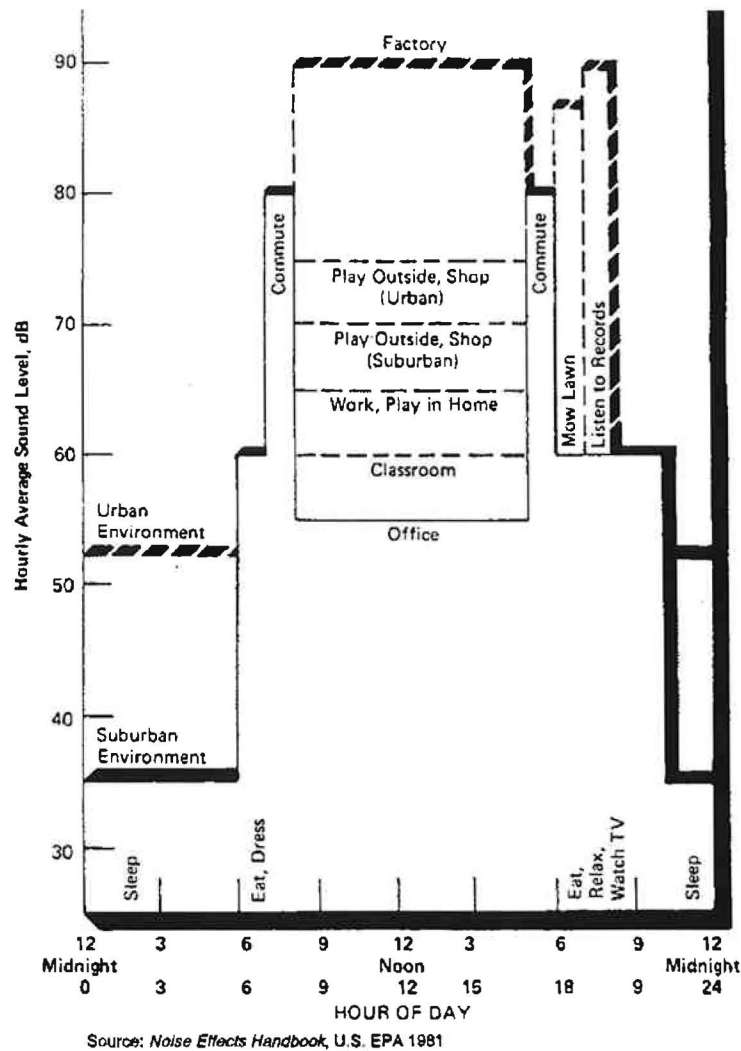 Factory
90
80
70
60
50
40
30
Hourly Average Sound Level, dB
Commute
Play Outside, Shop
(Urban)
Play Outside, Shop
(Suburban)
Work, Play in Home
Classroom
Office
Commute
Mow Lawn
Listen to Records
Urban
Environment
Suburban
Environment
Sleep
Eat, Dress
Eat,
Relax,
Watch TV
Sleep
12 3 6 9 12 3 6 9 12
Midnight Noon Midnight
0 3 6 9 12 15 18 9 24
HOUR OF DAY
Source: Noise Effects Handbook, U.S. EPA 1981